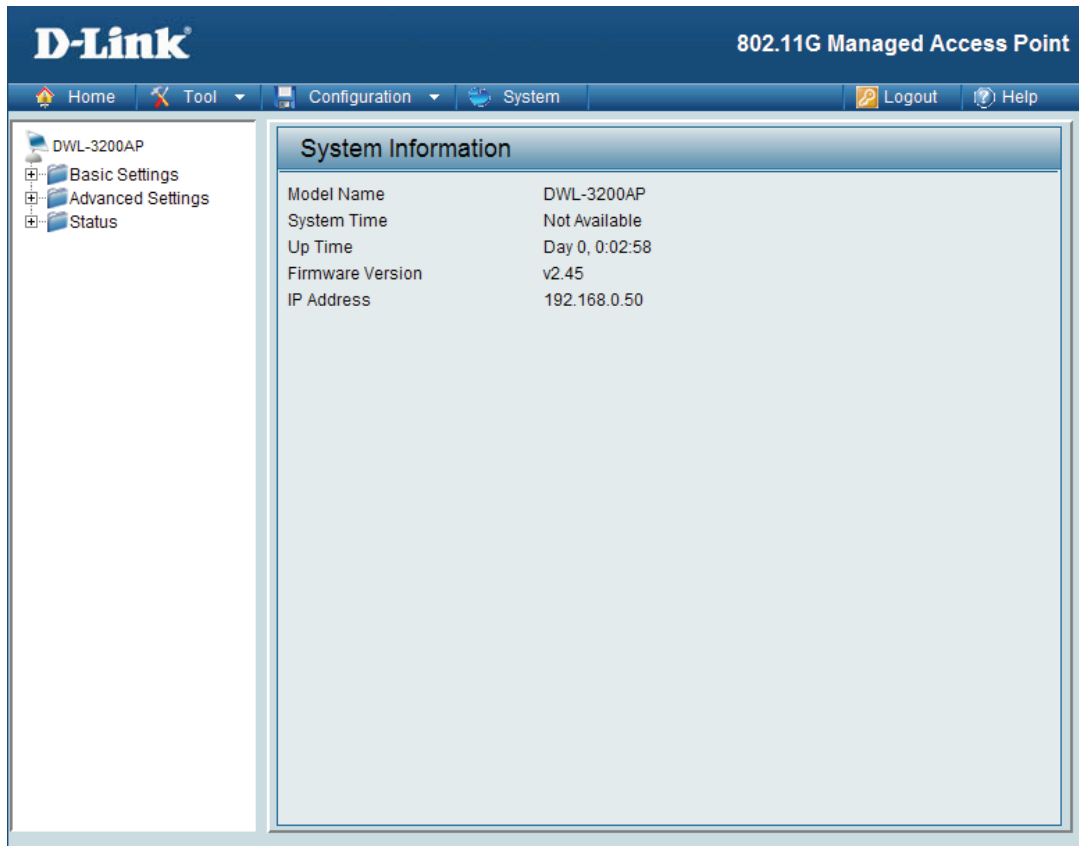 D-Link
802.11G Managed Access Point
Home Tool Configuration System Logout Help
DWL-3200AP
Basic Settings
Advanced Settings
Status
System Information
Model Name DWL-3200AP
System Time Not Available
Up Time Day 0, 0:02:58
Firmware Version v2.45
IP Address 192.168.0.50